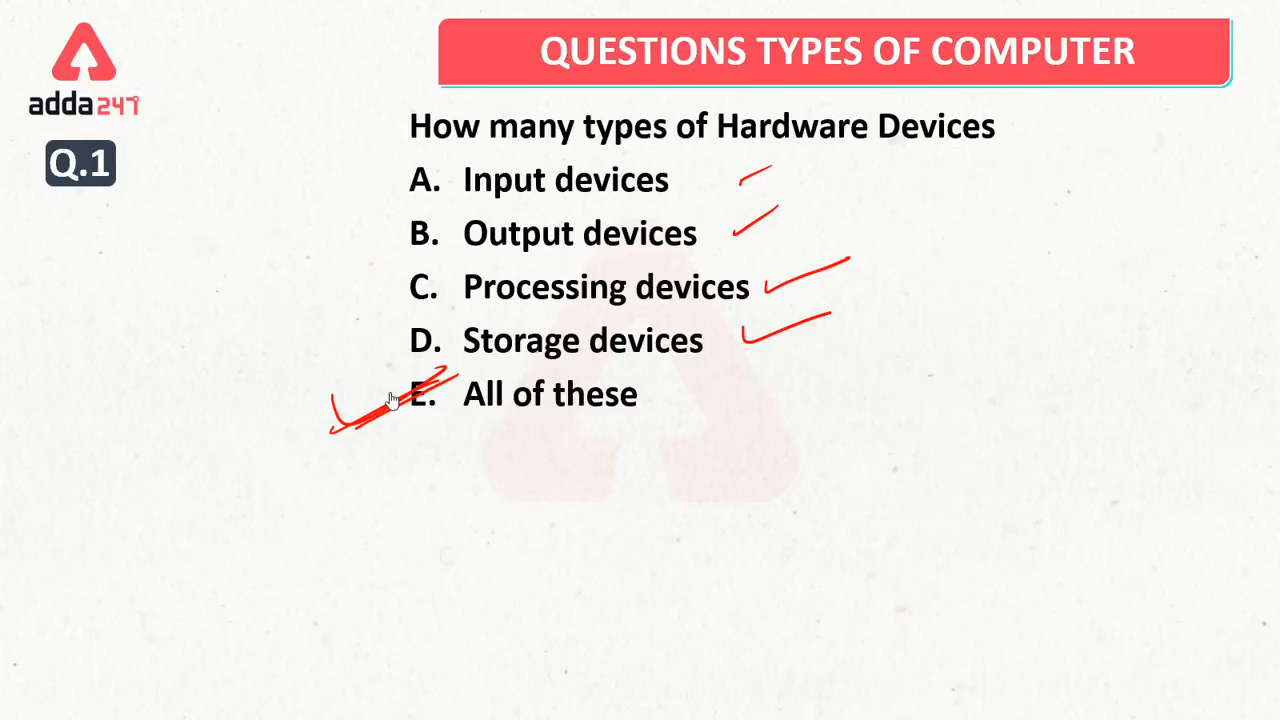 adda247
QUESTIONS TYPES OF COMPUTER
Q.1
How many types of Hardware Devices
A. Input devices
B. Output devices
C. Processing devices
D. Storage devices
E. All of these